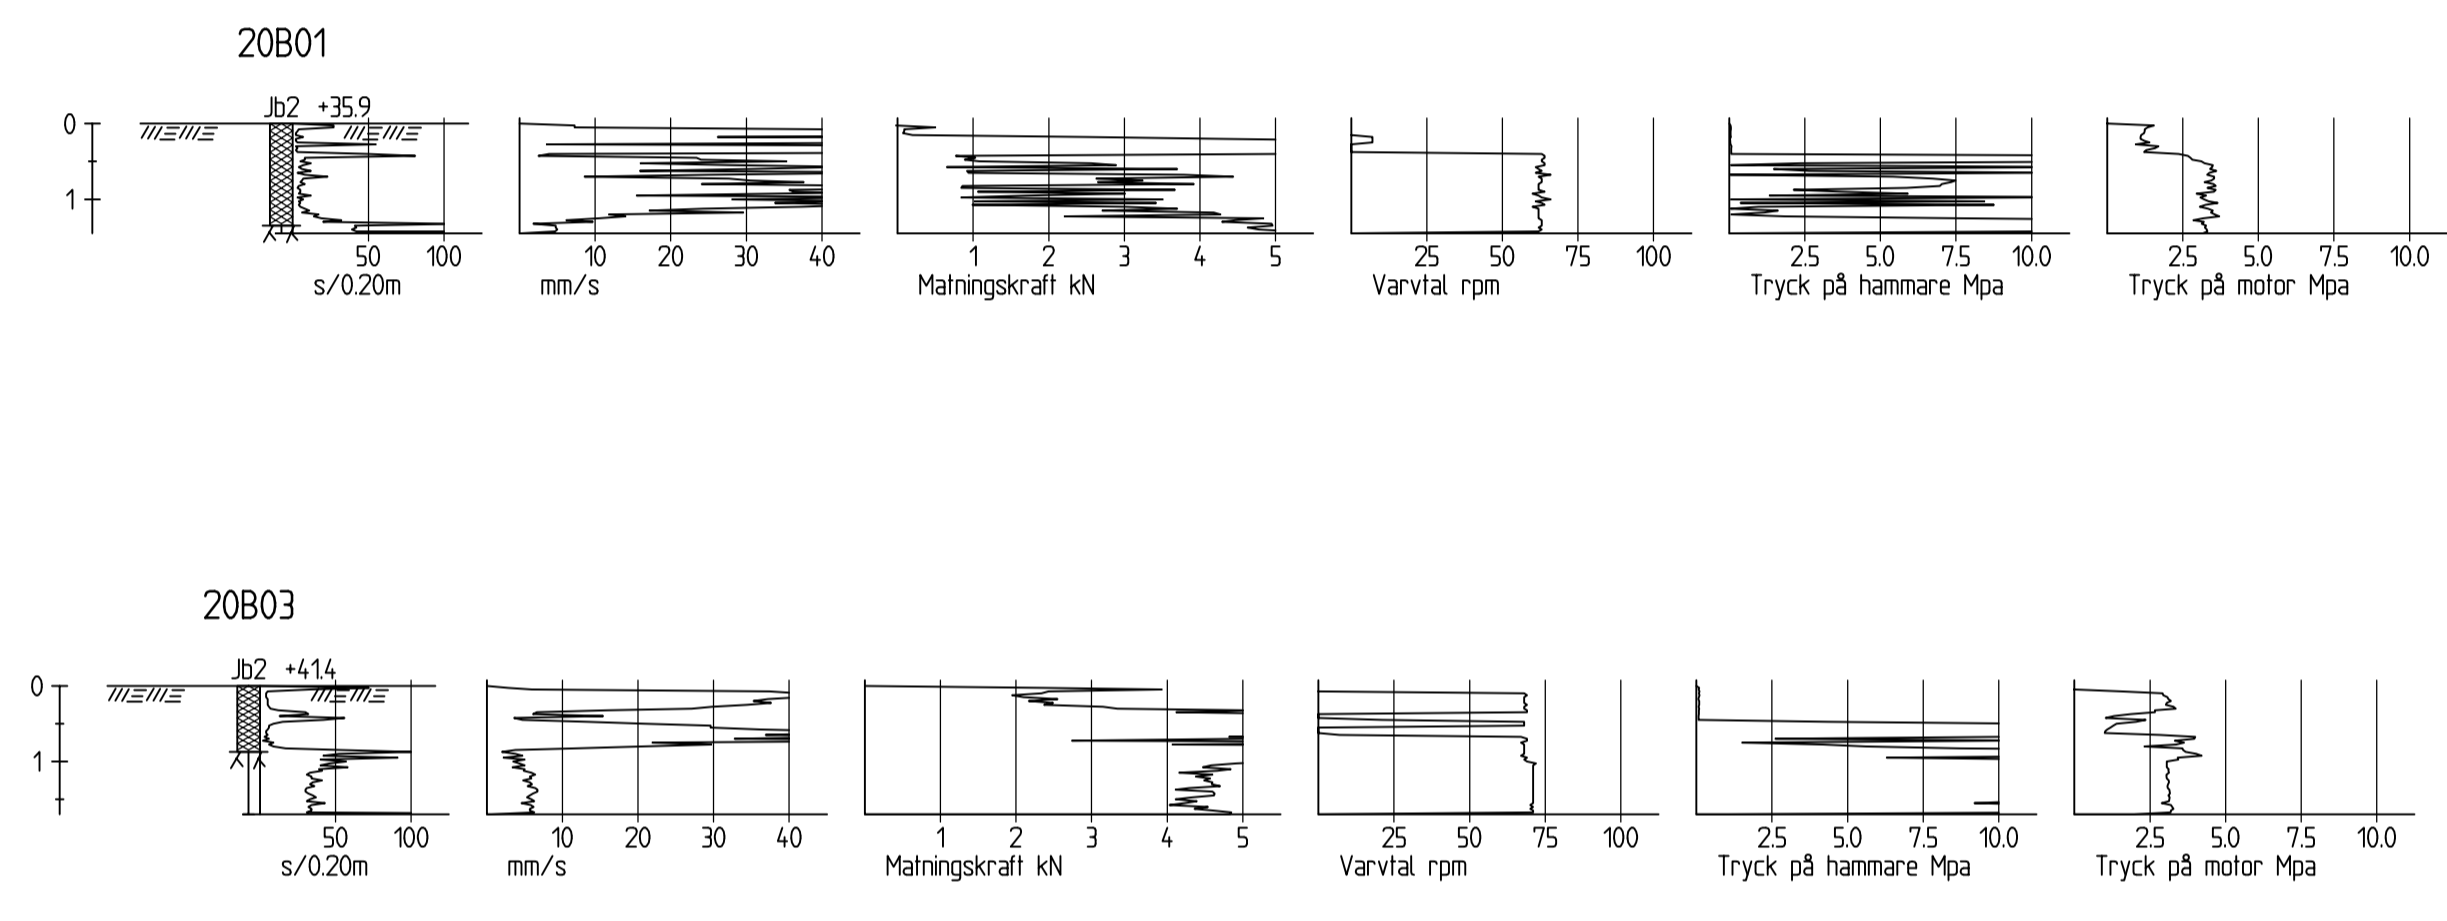 20B01
Jb2 +35.9
0
1
50 100
s/0.20m
10 20 30 40
mm/s
1 2 3 4 5
Matningskraft kN
25 50 75 100
Varvtal rpm
2.5 5.0 7.5 10.0
Tryck på hammare Mpa
2.5 5.0 7.5 10.0
Tryck på motor Mpa
20B03
Jb2 +41.4
0
1
50 100
s/0.20m
10 20 30 40
mm/s
1 2 3 4 5
Matningskraft kN
25 50 75 100
Varvtal rpm
2.5 5.0 7.5 10.0
Tryck på hammare Mpa
2.5 5.0 7.5 10.0
Tryck på motor Mpa